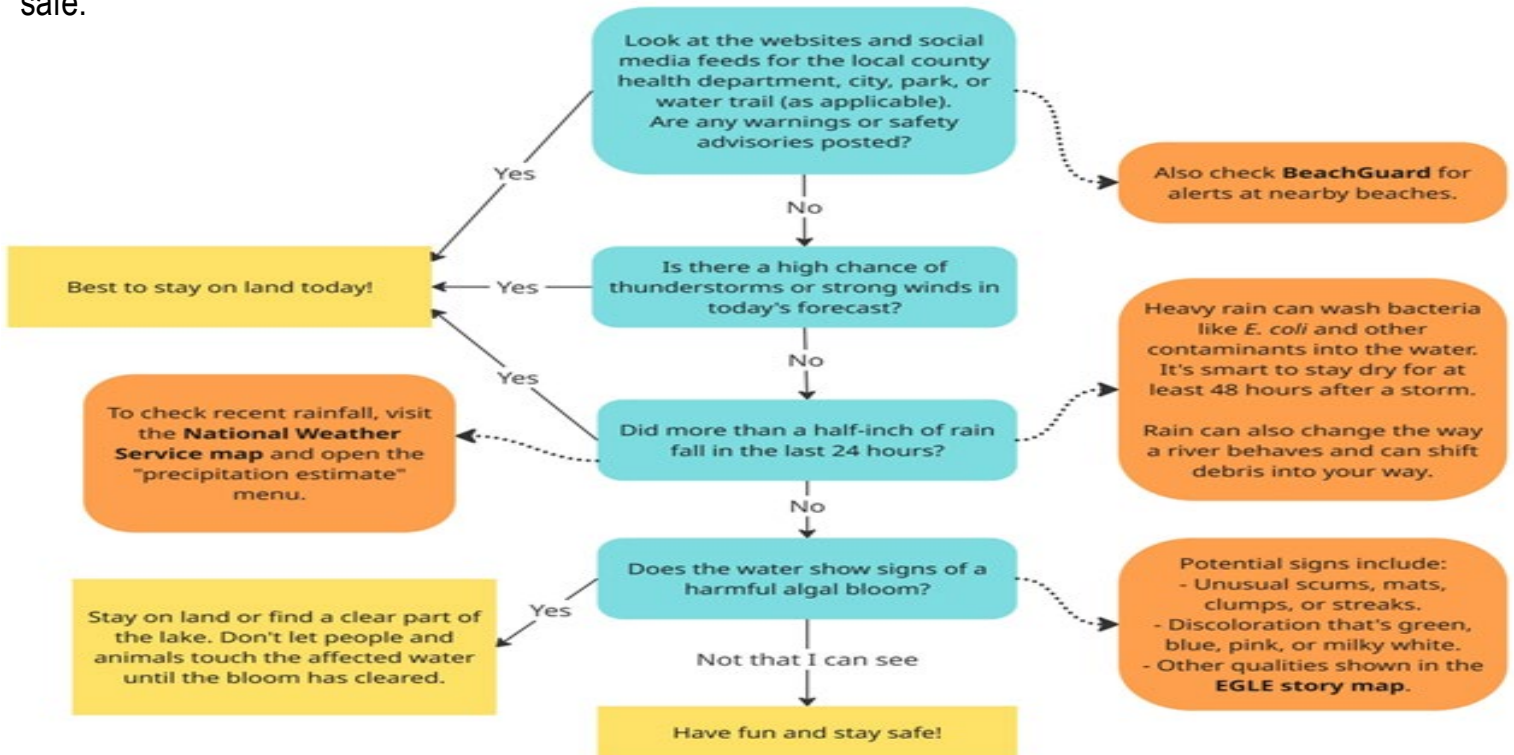 safe.
Look at the websites and social
media feeds for the local county
health department, city, park, or
water trail (as applicable).
Are any warnings or safety
advisories posted?
Yes
No
Also check BeachGuard for
alerts at nearby beaches.
Best to stay on land today!
Yes
Is there a high chance of
thunderstorms or strong winds in
today's forecast?
No
Yes
Heavy rain can wash bacteria
like E. coli and other
contaminants into the water.
It's smart to stay dry for at
least 48 hours after a storm.
Rain can also change the way
a river behaves and can shift
debris into your way.
To check recent rainfall, visit
the National Weather
Service map and open the
"precipitation estimate"
menu.
Did more than a half-inch of rain
fall in the last 24 hours?
No
Does the water show signs of a
harmful algal bloom?
Yes
Potential signs include:
- Unusual scums, mats,
clumps, or streaks.
- Discoloration that's green,
blue, pink, or milky white.
- Other qualities shown in the
EGLE story map.
Stay on land or find a clear part of
the lake. Don't let people and
animals touch the affected water
until the bloom has cleared.
Not that I can see
Have fun and stay safe!